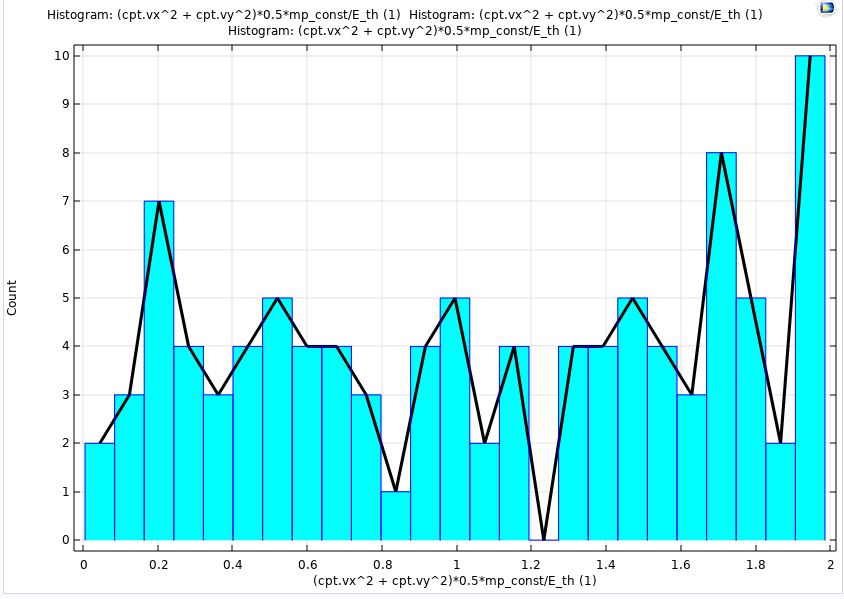 Histogram: (cpt.vx^2 + cpt.vy^2)*0.5*mp_const/E_th (1)  Histogram: (cpt.vx^2 + cpt.vy^2)*0.5*mp_const/E_th (1)
Histogram: (cpt.vx^2 + cpt.vy^2)*0.5*mp_const/E_th (1)
10
9
8
7
6
5
4
3
2
1
0
Count
0 0.2 0.4 0.6 0.8 1 1.2 1.4 1.6 1.8 2
(cpt.vx^2 + cpt.vy^2)*0.5*mp_const/E_th (1)